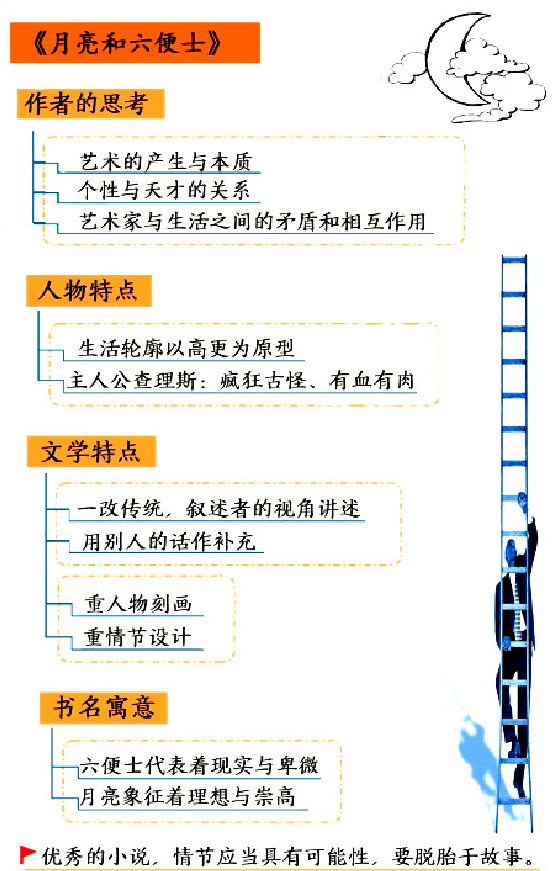 《月亮和六便士》
作者的思考
艺术的产生与本质
个性与天才的关系
艺术家与生活之间的矛盾和相互作用
人物特点
生活轮廓以高更为原型
主人公查理斯：疯狂古怪、有血有肉
文学特点
一改传统，叙述者的视角讲述
用别人的话作补充
重人物刻画
重情节设计
书名寓意
六便士代表着现实与卑微
月亮象征着理想与崇高
优秀的小说，情节应当具有可能性，要脱胎于故事。